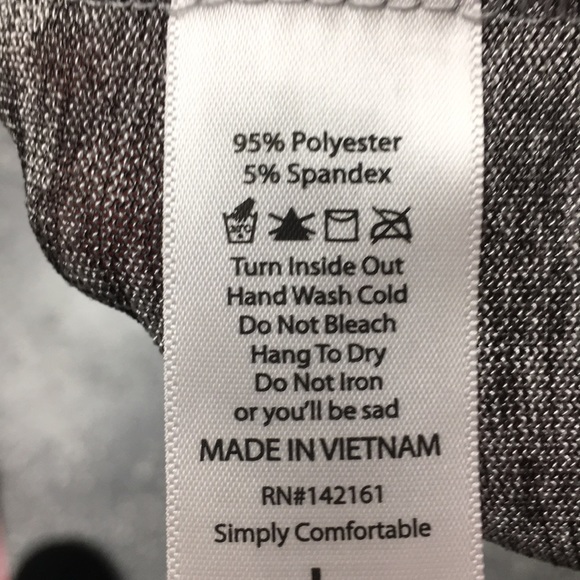 95% Polyester
5% Spandex
Turn Inside Out
Hand Wash Cold
Do Not Bleach
Hang To Dry
Do Not Iron
or you'll be sad
MADE IN VIETNAM
RN#142161
Simply Comfortable